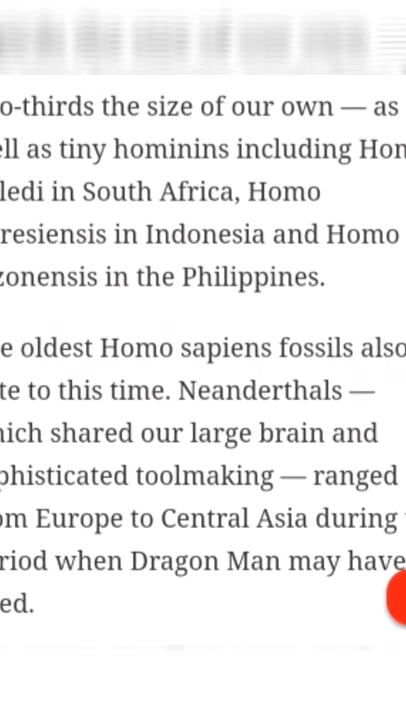 o-thirds the size of our own — as
ell as tiny hominins including Hom
ledi in South Africa, Homo
resiensis in Indonesia and Homo
zonensis in the Philippines.
e oldest Homo sapiens fossils also
te to this time. Neanderthals —
hich shared our large brain and
phisticated toolmaking — ranged
om Europe to Central Asia during
riod when Dragon Man may have
ed.